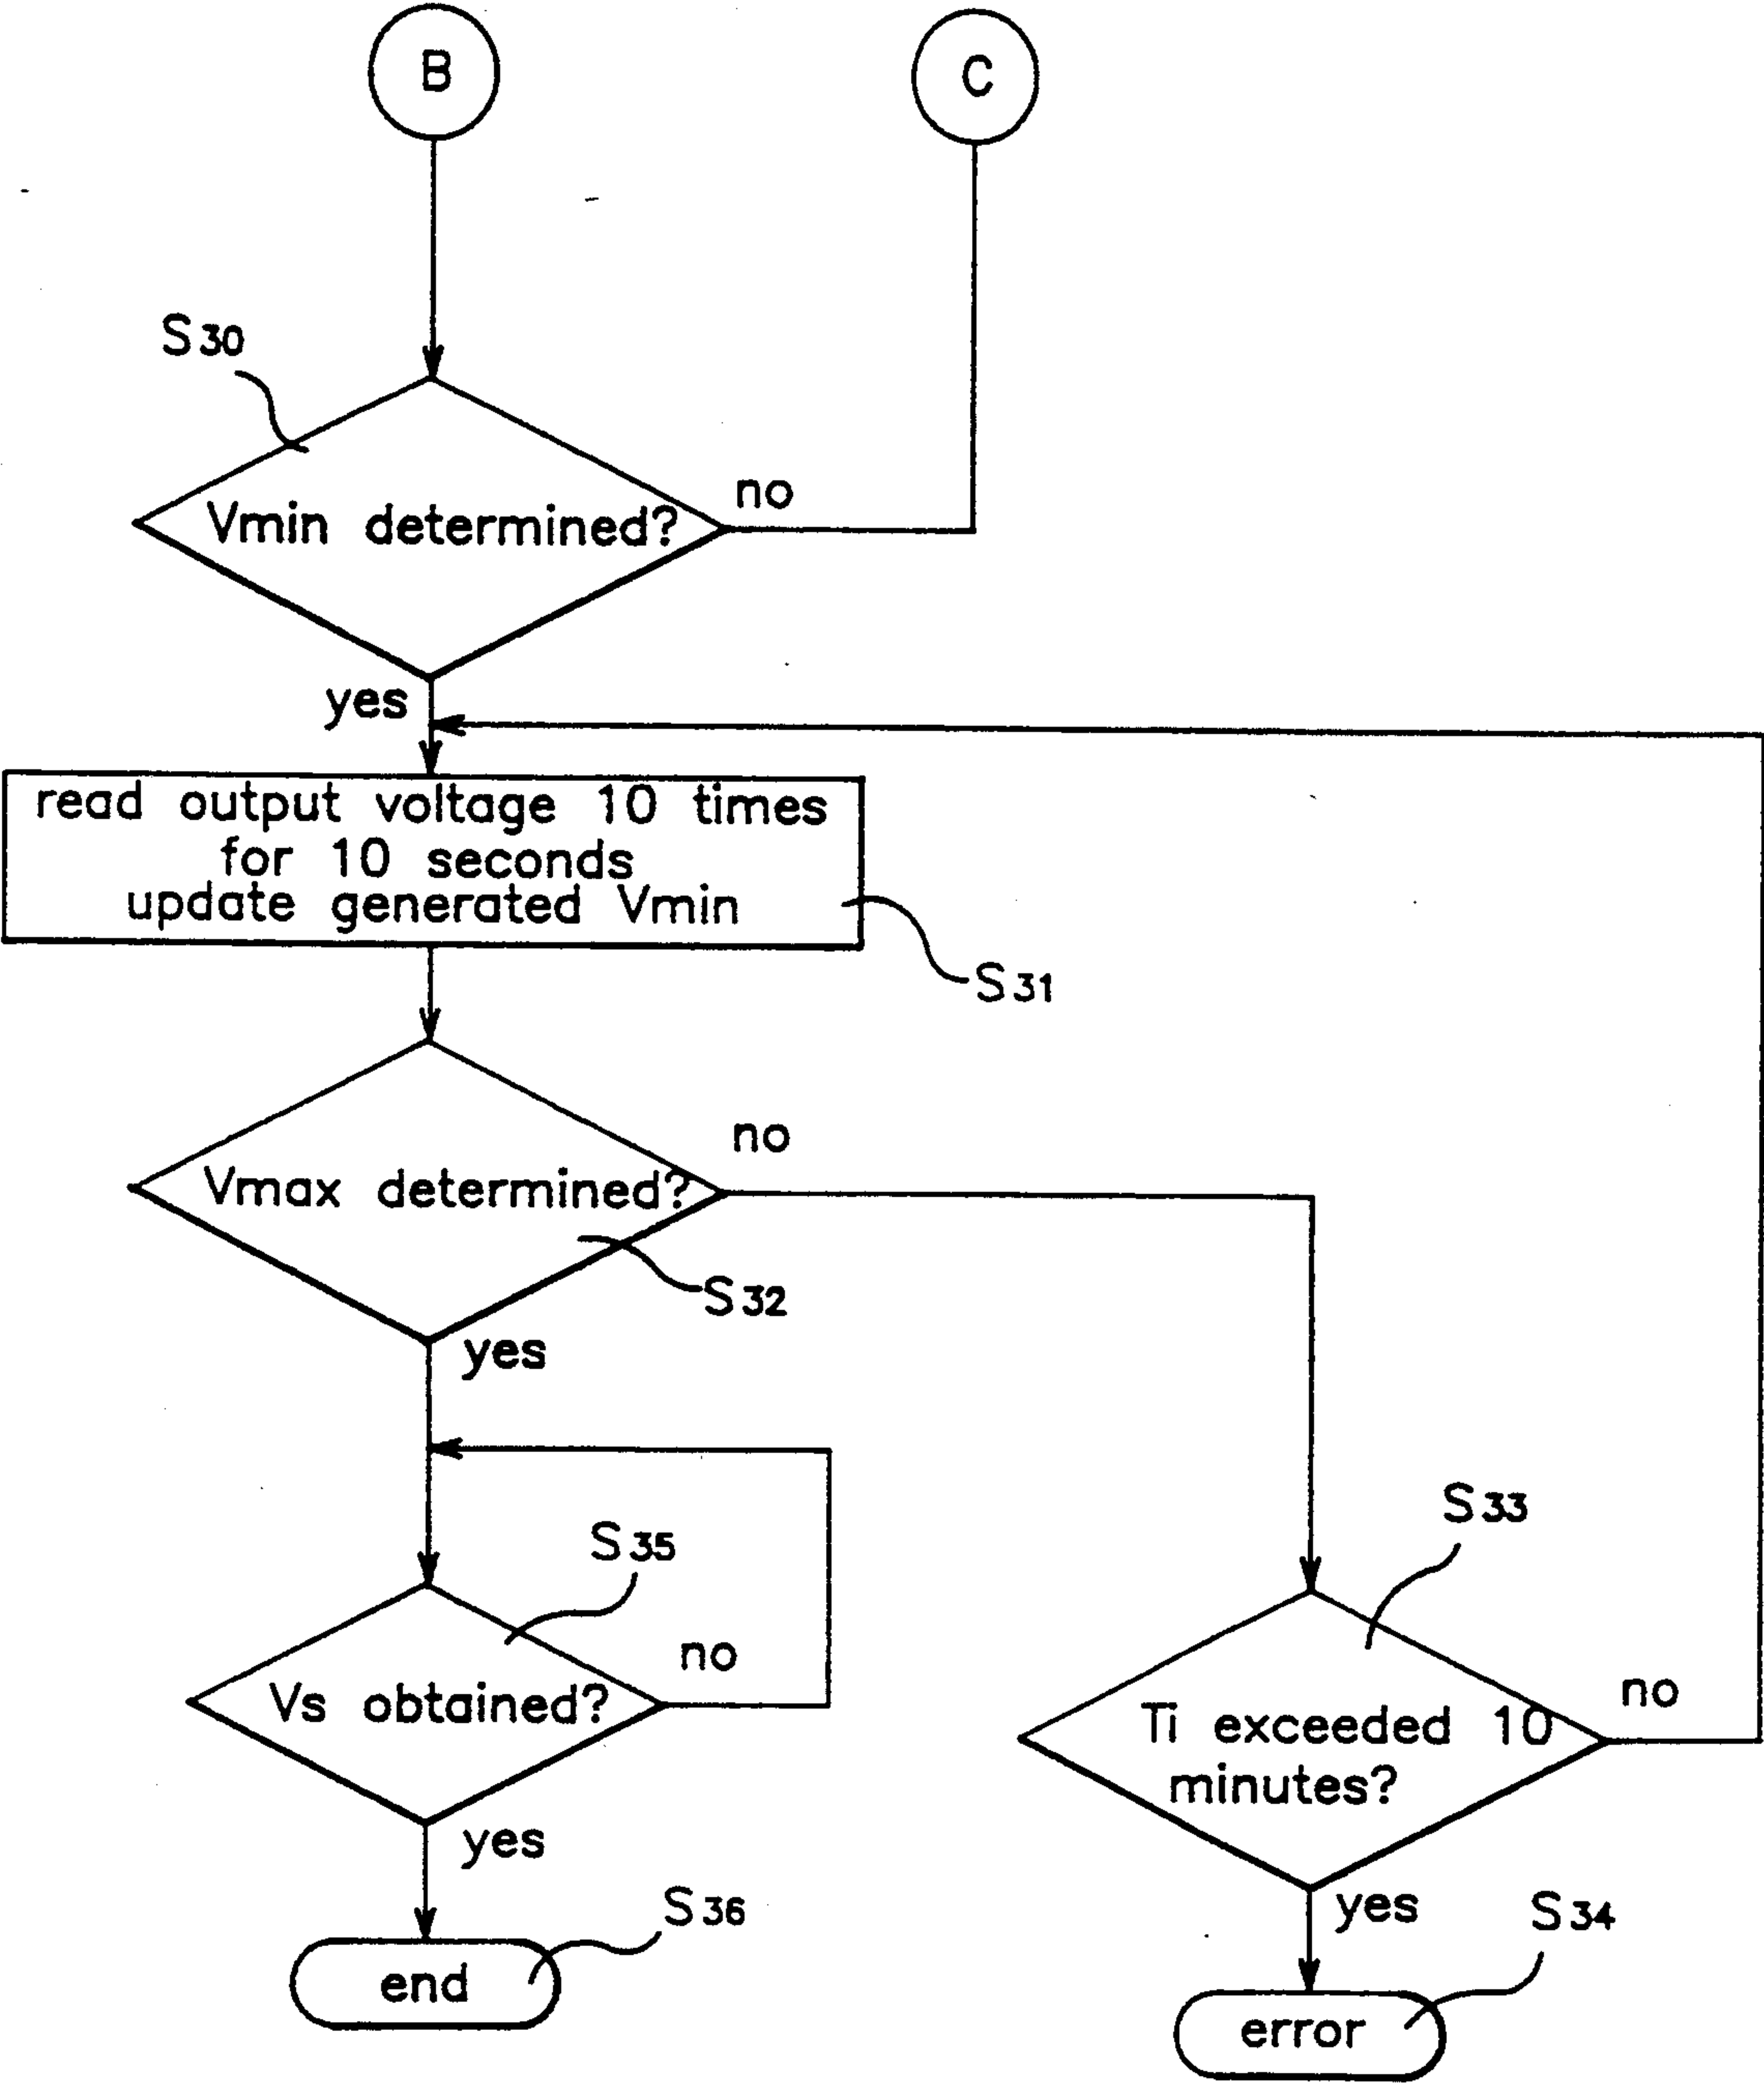 B
C
S30
Vmin determined?
no
yes
read output voltage 10 times
for 10 seconds
update generated Vmin
S31
no
Vmax determined?
S32
yes
S33
S35
no
Vs obtained?
no
Ti exceeded 10
minutes?
yes
S36
yes
S34
end
error